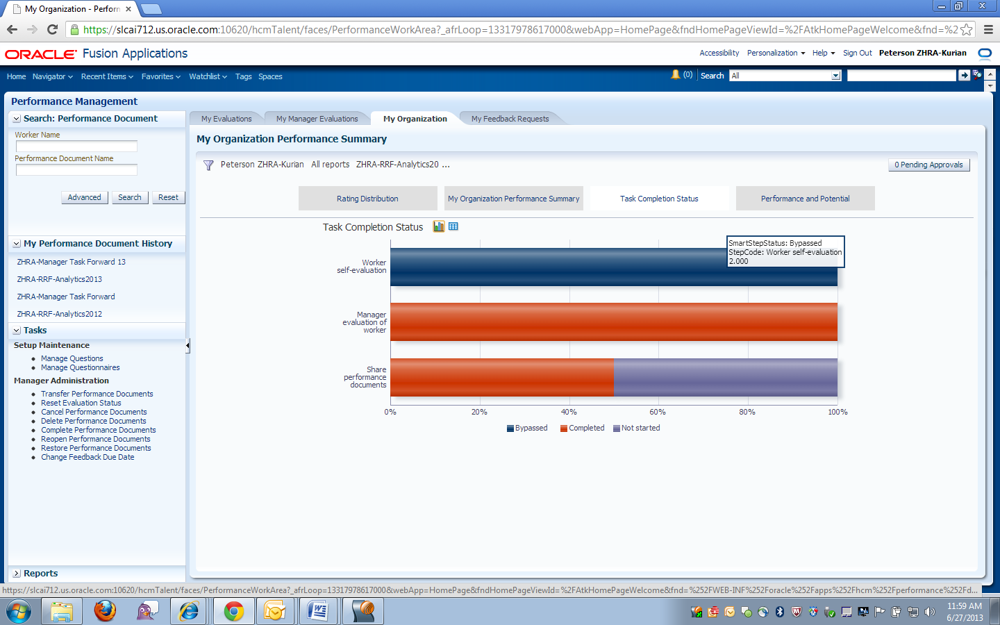 My Organization - Perforn
https://slcai712.us.oracle.com:10620/hcmTalent/faces/PerformanceWorkArea?_afrLoop=13317978617000&webApp=HomePage&fndHomePageViewId=%2FAtkHomePageWelcome&fnd=%2
ORACLE Fusion Applications
Accessibility Personalization Help Sign Out Peterson ZHRA-Kurian
Home Navigator Recent Items Favorites Watchlist Tags Spaces
(0) Search All
Performance Management
Search: Performance Document
Worker Name
Performance Document Name
Advanced Search Reset
My Performance Document History
ZHRA-Manager Task Forward 13
ZHRA-RRF-Analytics2013
ZHRA-Manager Task Forward
ZHRA-RRF-Analytics2012
Tasks
Setup Maintenance
Manage Questions
Manage Questionnaires
Manager Administration
Transfer Performance Documents
Reset Evaluation Status
Cancel Performance Documents
Delete Performance Documents
Complete Performance Documents
Reopen Performance Documents
Restore Performance Documents
Change Feedback Due Date
Reports
My Evaluations My Manager Evaluations My Organization My Feedback Requests
My Organization Performance Summary
Peterson ZHRA-Kurian All reports ZHRA-RRF-Analytics20 ...
0 Pending Approvals
Rating Distribution My Organization Performance Summary Task Completion Status Performance and Potential
Task Completion Status
SmartStepStatus: Bypassed
StepCode: Worker self-evaluation
2.000
Worker
self-evaluation
Manager
evaluation of
worker
Share
performance
documents
0% 20% 40% 60% 80% 100%
Bypassed Completed Not started
https://slcai712.us.oracle.com:10620/hcmTalent/faces/PerformanceWorkArea?_afrLoop=13317978617000&webApp=HomePage&fndHomePageViewId=%2FAtkHomePageWelcome&fnd=%252FWEB-INF%252Foracle%252Fapps%252Fhcm%252Fperformance%252Fd...
11:59 AM
6/27/2013